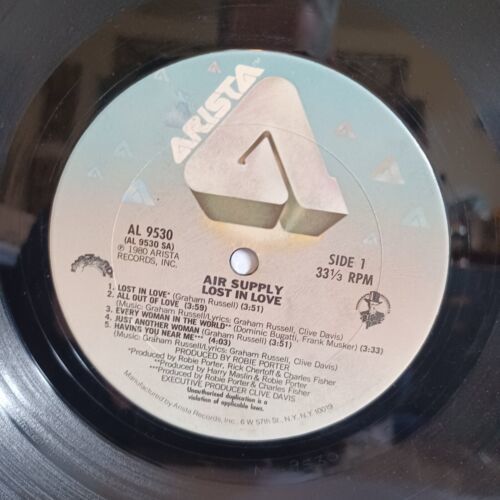 ARISTA
AL 9530
(AL 9530 SA)
℗ 1980 ARISTA
RECORDS, INC.
SIDE 1
33⅓ RPM
AIR SUPPLY
LOST IN LOVE
1. LOST IN LOVE* (Graham Russell) (3:51)
2. ALL OUT OF LOVE (3:59)
(Music: Graham Russell/Lyrics: Graham Russell, Clive Davis)
3. EVERY WOMAN IN THE WORLD** (Dominic Bugatti, Frank Musker) (3:33)
4. JUST ANOTHER WOMAN (Graham Russell) (3:51)
5. HAVING YOU NEAR ME*** (4:03)
(Music: Graham Russell/Lyrics: Graham Russell, Clive Davis)
PRODUCED BY ROBIE PORTER
*Produced by Robie Porter, Rick Chertoff & Charles Fisher
**Produced by Harry Maslin & Robie Porter
***Produced by Robie Porter & Charles Fisher
EXECUTIVE PRODUCER CLIVE DAVIS
Unauthorized duplication is a
violation of applicable laws.
Manufactured by Arista Records, Inc., 6 W 57th St., N.Y. N.Y. 10019